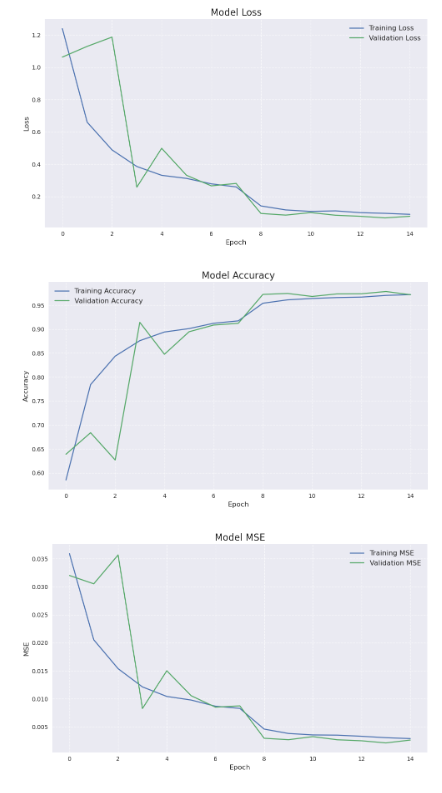 Model Loss
Training Loss
Validation Loss
1.2
1.0
0.8
0.6
0.4
0.2
Loss
0 2 4 6 8 10 12 14
Epoch
Model Accuracy
Training Accuracy
Validation Accuracy
0.95
0.90
0.85
0.80
0.75
0.70
0.65
0.60
Accuracy
0 2 4 6 8 10 12 14
Epoch
Model MSE
Training MSE
Validation MSE
0.035
0.030
0.025
0.020
0.015
0.010
0.005
MSE
0 2 4 6 8 10 12 14
Epoch